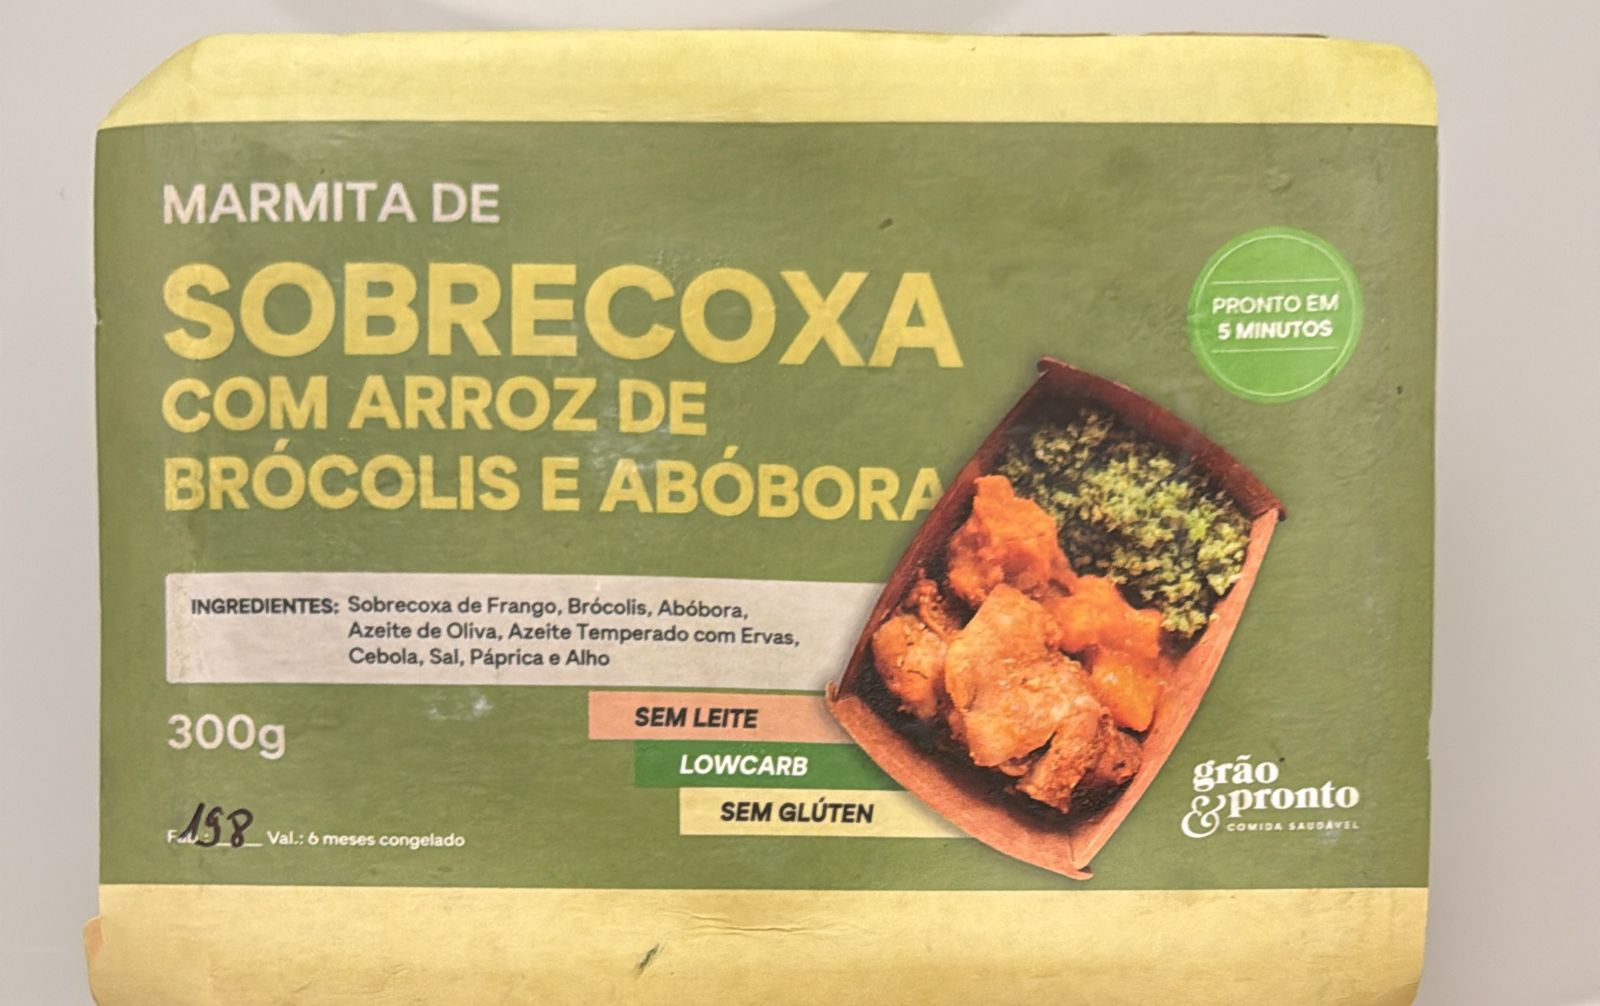 MARMITA DE
SOBRECOXA
COM ARROZ DE
BRÓCOLIS E ABÓBORA
PRONTO EM
5 MINUTOS
INGREDIENTES: Sobrecoxa de Frango, Brócolis, Abóbora,
Azeite de Oliva, Azeite Temperado com Ervas,
Cebola, Sal, Páprica e Alho
300g
SEM LEITE
LOWCARB
SEM GLÚTEN
198 Val.: 6 meses congelado
grão
&pronto
COMIDA SAUDÁVEL